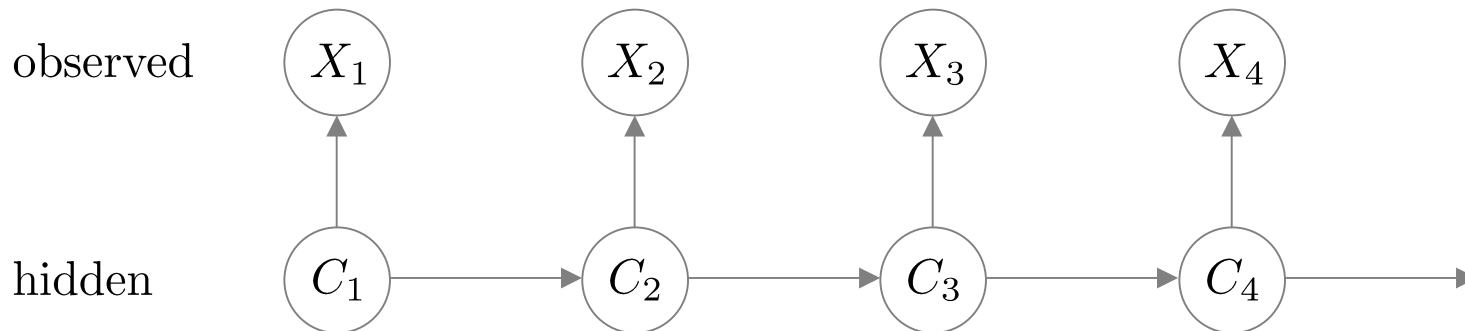 observed X₁ X₂ X₃ X₄
hidden C₁ C₂ C₃ C₄